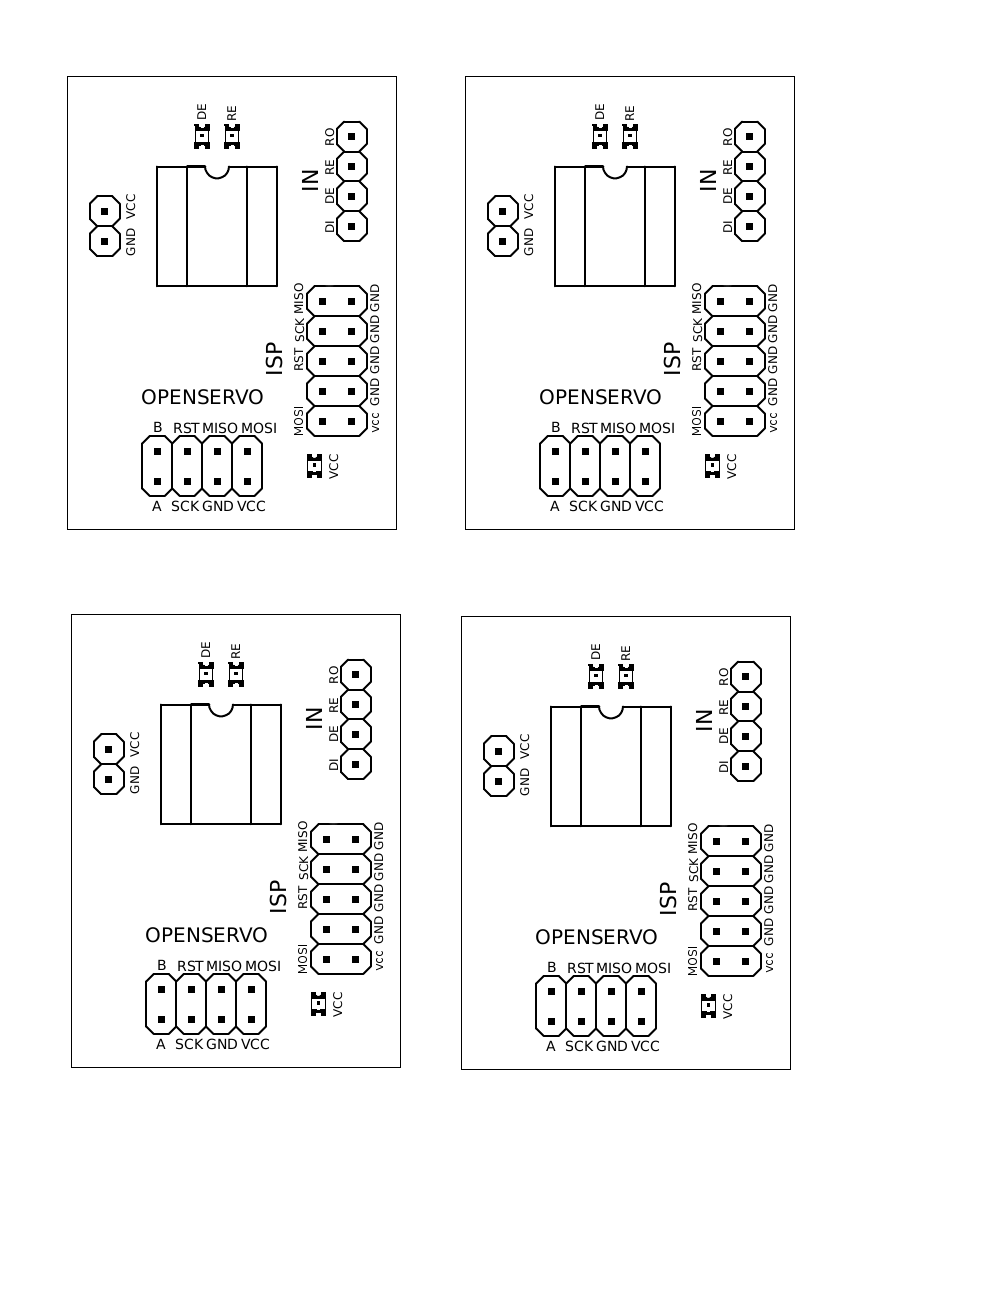 DE RE
RO
RE
DE
DI
IN
VCC
GND
MISO GND
SCK GND
RST GND
GND
MOSI vcc
ISP
OPENSERVO
B RST MISO MOSI
A SCK GND VCC
VCC
DE RE
RO
RE
DE
DI
IN
VCC
GND
MISO GND
SCK GND
RST GND
GND
MOSI vcc
ISP
OPENSERVO
B RST MISO MOSI
A SCK GND VCC
VCC
DE RE
RO
RE
DE
DI
IN
VCC
GND
MISO GND
SCK GND
RST GND
GND
MOSI vcc
ISP
OPENSERVO
B RST MISO MOSI
A SCK GND VCC
VCC
DE RE
RO
RE
DE
DI
IN
VCC
GND
MISO GND
SCK GND
RST GND
GND
MOSI vcc
ISP
OPENSERVO
B RST MISO MOSI
A SCK GND VCC
VCC